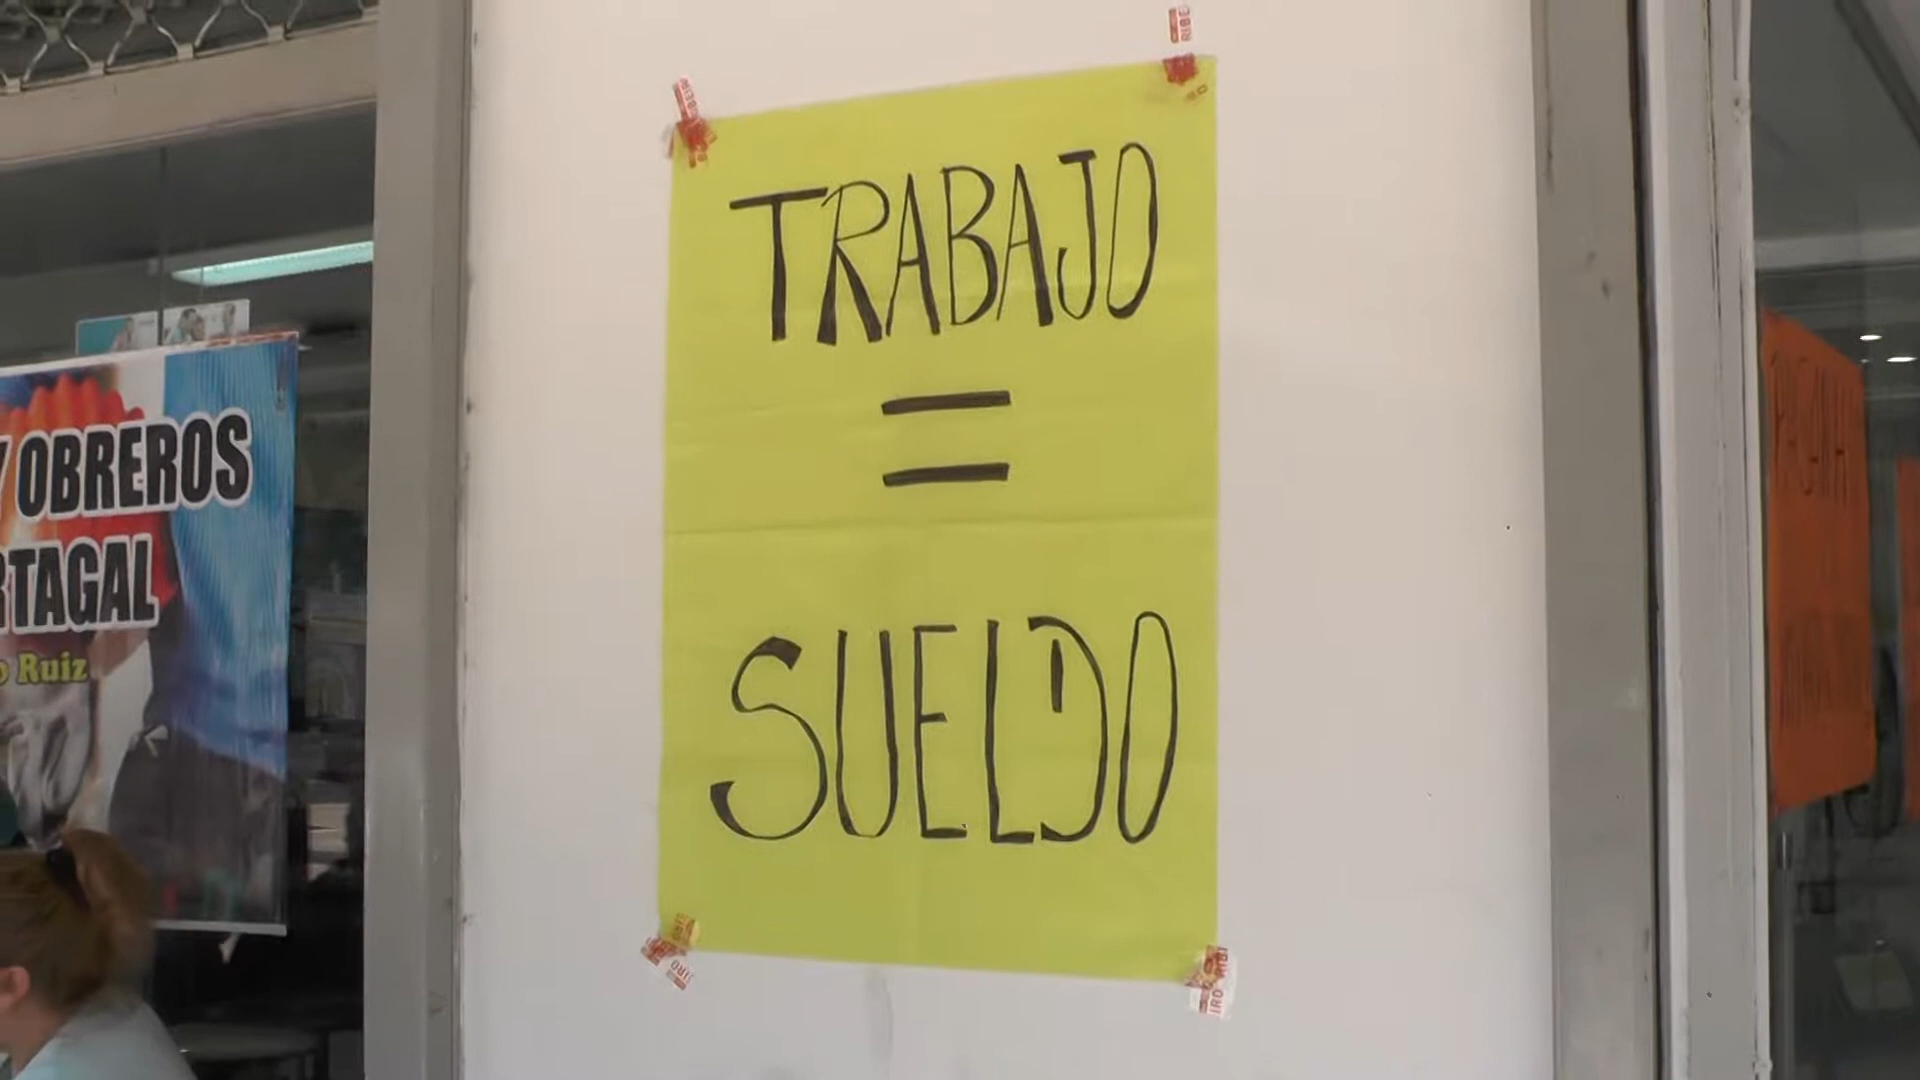 TRABAJO
=
SUELDO
Y OBREROS
RTAGAL
o Ruiz